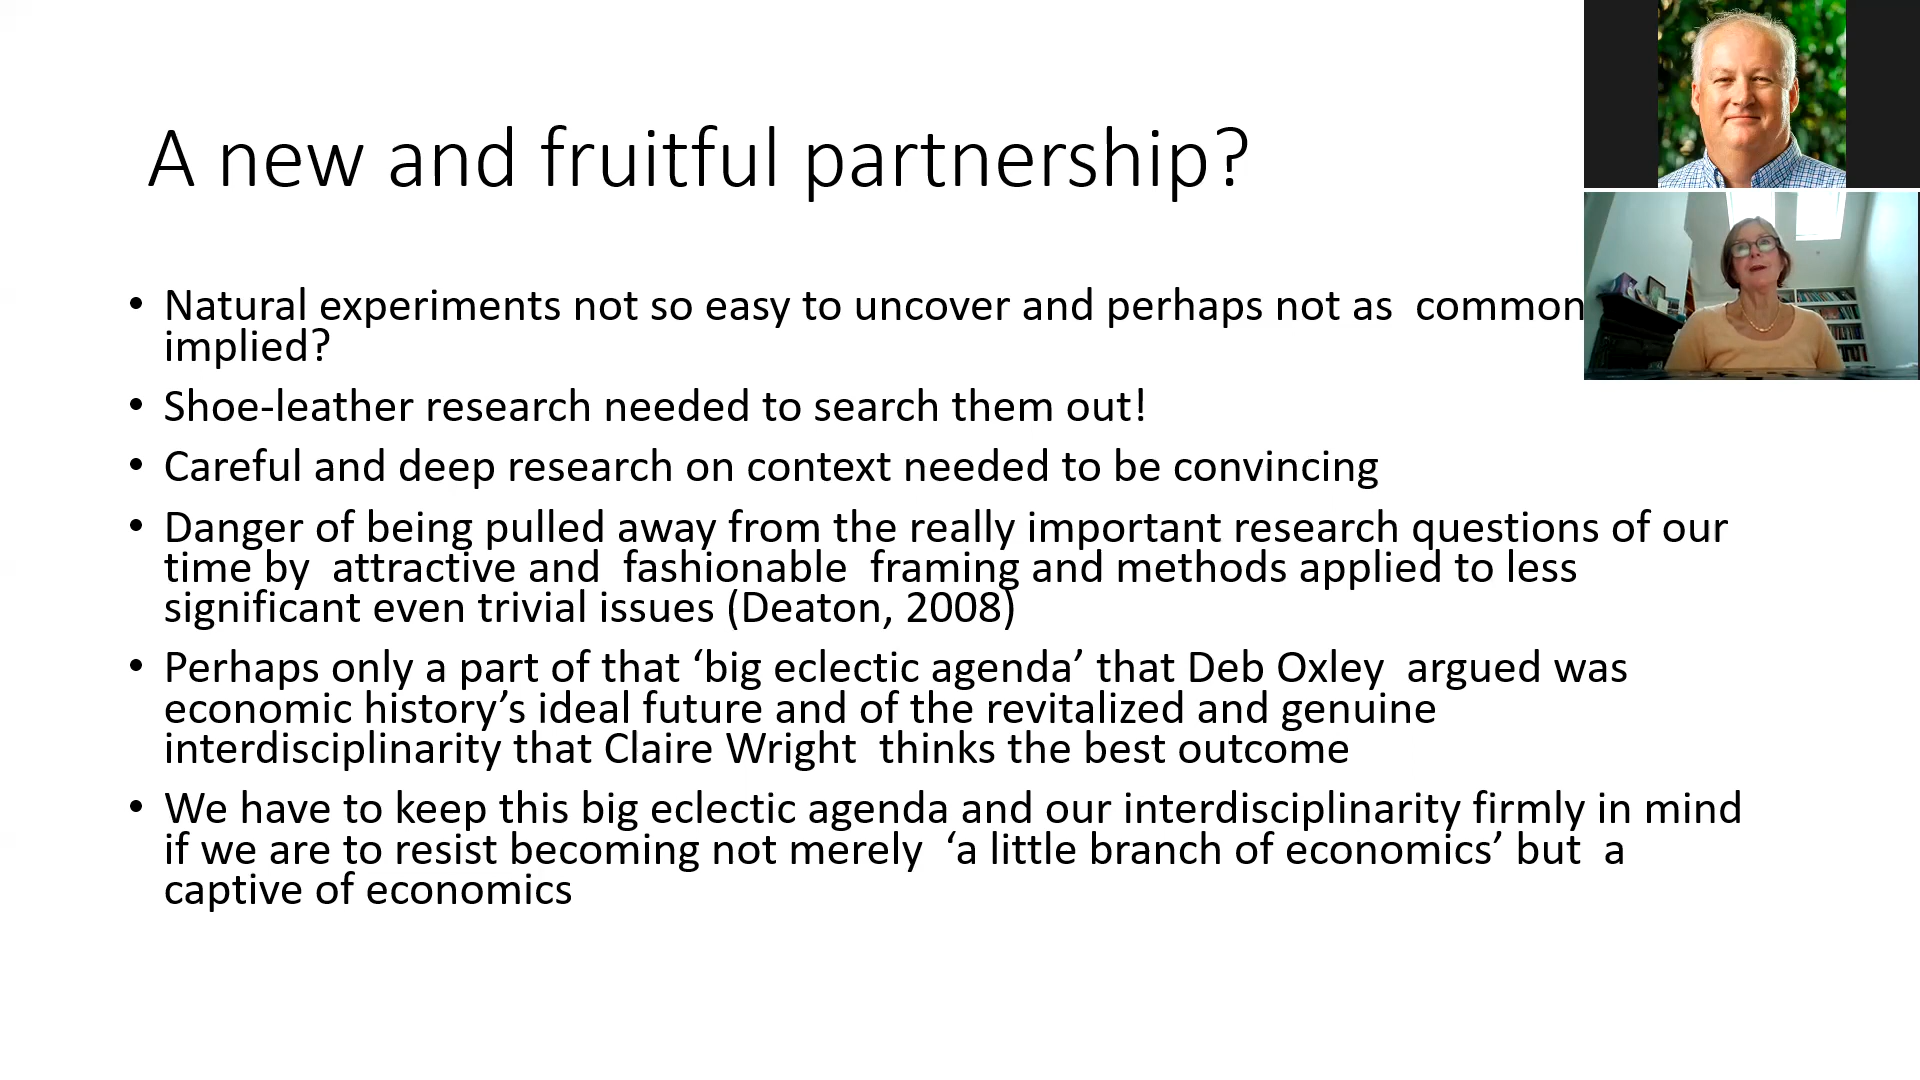 A new and fruitful partnership?
• Natural experiments not so easy to uncover and perhaps not as common
implied?
• Shoe-leather research needed to search them out!
• Careful and deep research on context needed to be convincing
• Danger of being pulled away from the really important research questions of our
time by attractive and fashionable framing and methods applied to less
significant even trivial issues (Deaton, 2008)
• Perhaps only a part of that ‘big eclectic agenda’ that Deb Oxley argued was
economic history’s ideal future and of the revitalized and genuine
interdisciplinarity that Claire Wright thinks the best outcome
• We have to keep this big eclectic agenda and our interdisciplinarity firmly in mind
if we are to resist becoming not merely ‘a little branch of economics’ but a
captive of economics